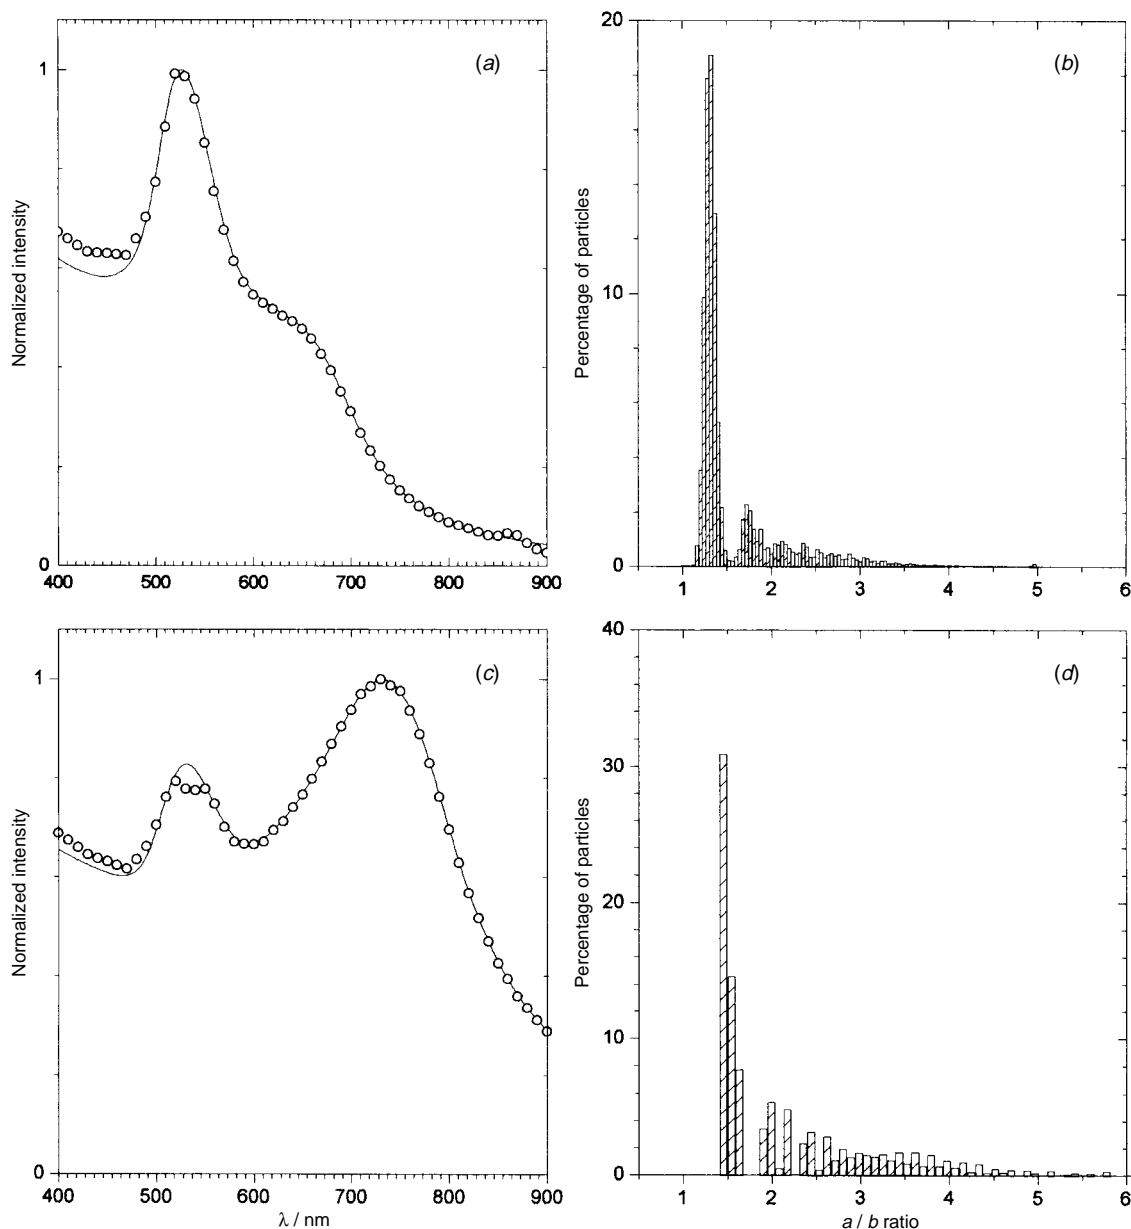 (a)
1
Normalized intensity
0
400 500 600 700 800 900
(b)
20
10
0
Percentage of particles
1 2 3 4 5 6
(c)
1
Normalized intensity
0
400 500 600 700 800 900
λ / nm
(d)
40
30
20
10
0
Percentage of particles
1 2 3 4 5 6
a / b ratio